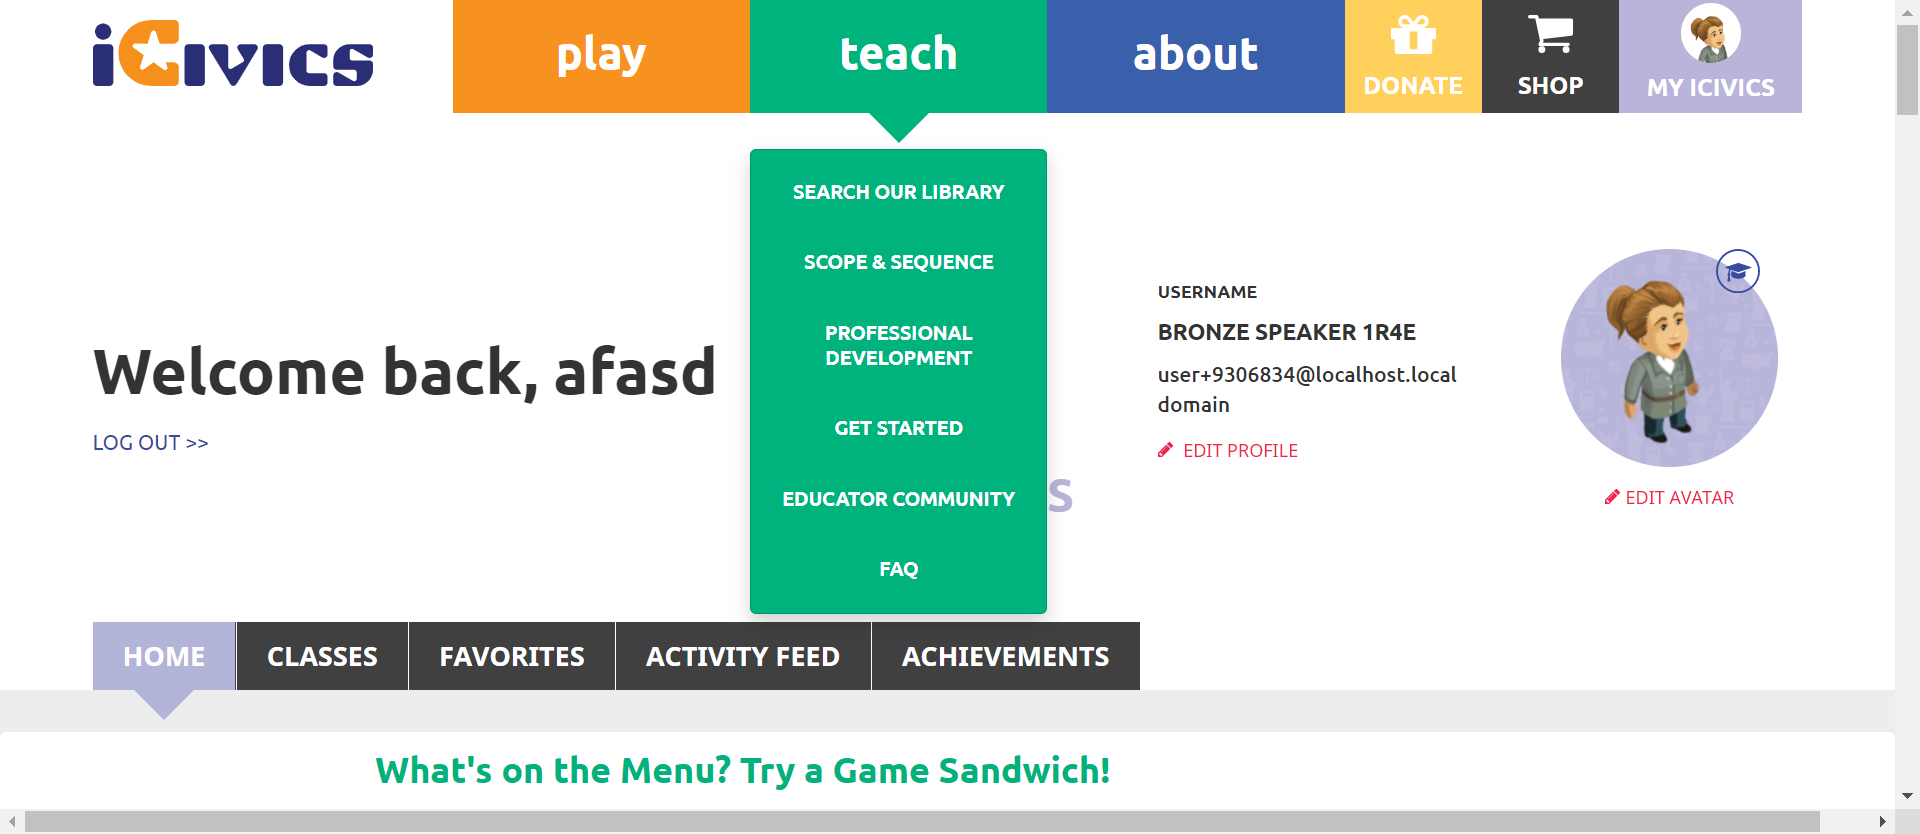 iCivics
play
teach
about
DONATE
SHOP
MY ICIVICS
SEARCH OUR LIBRARY
SCOPE & SEQUENCE
PROFESSIONAL
DEVELOPMENT
GET STARTED
EDUCATOR COMMUNITY
FAQ
Welcome back, afasd
LOG OUT >>
USERNAME
BRONZE SPEAKER 1R4E
user+9306834@localhost.local
domain
EDIT PROFILE
EDIT AVATAR
HOME
CLASSES
FAVORITES
ACTIVITY FEED
ACHIEVEMENTS
What's on the Menu? Try a Game Sandwich!